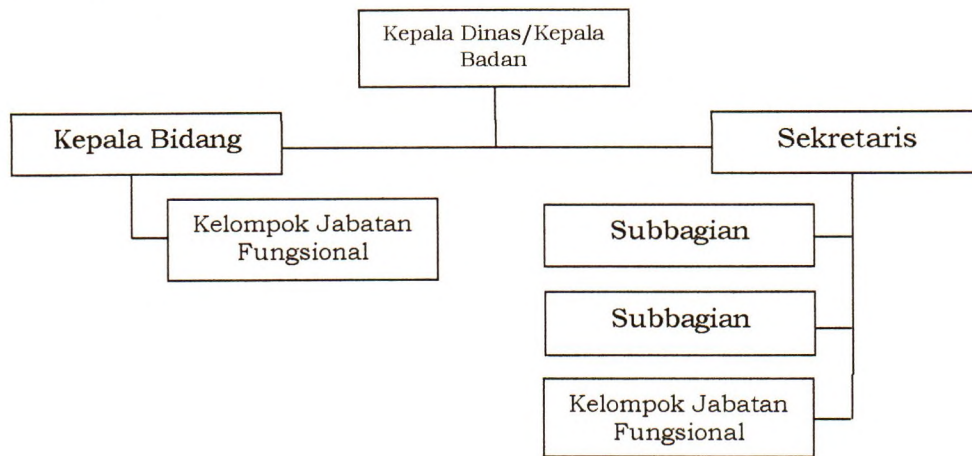 Kepala Dinas/Kepala
Badan
Kepala Bidang
Sekretaris
Kelompok Jabatan
Fungsional
Subbagian
Subbagian
Kelompok Jabatan
Fungsional